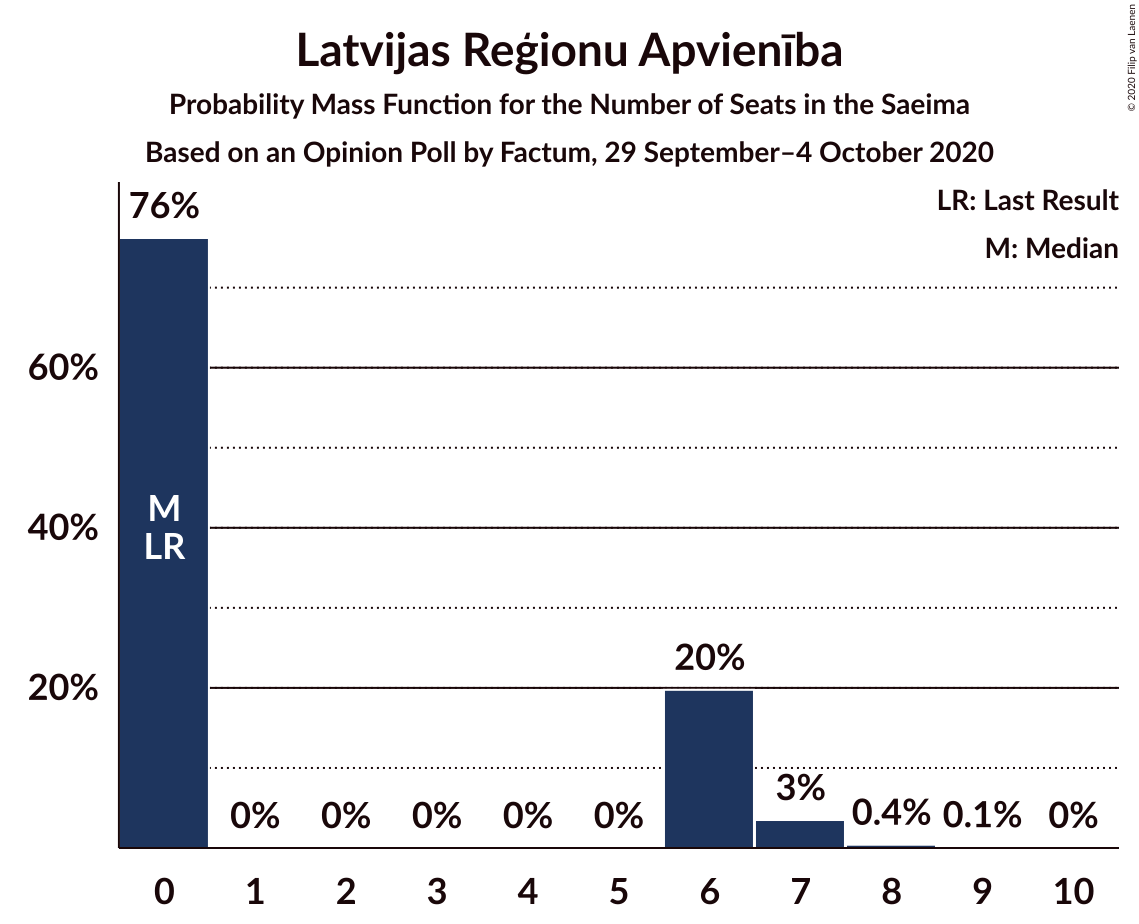 Latvijas Reģionu Apvienība
Probability Mass Function for the Number of Seats in the Saeima
Based on an Opinion Poll by Factum, 29 September–4 October 2020
© 2020 Filip van Laenen
LR: Last Result
M: Median
76%
60%
40%
20%
M
LR
0%
0%
0%
0%
0%
20%
3%
0.4%
0.1%
0%
0 1 2 3 4 5 6 7 8 9 10